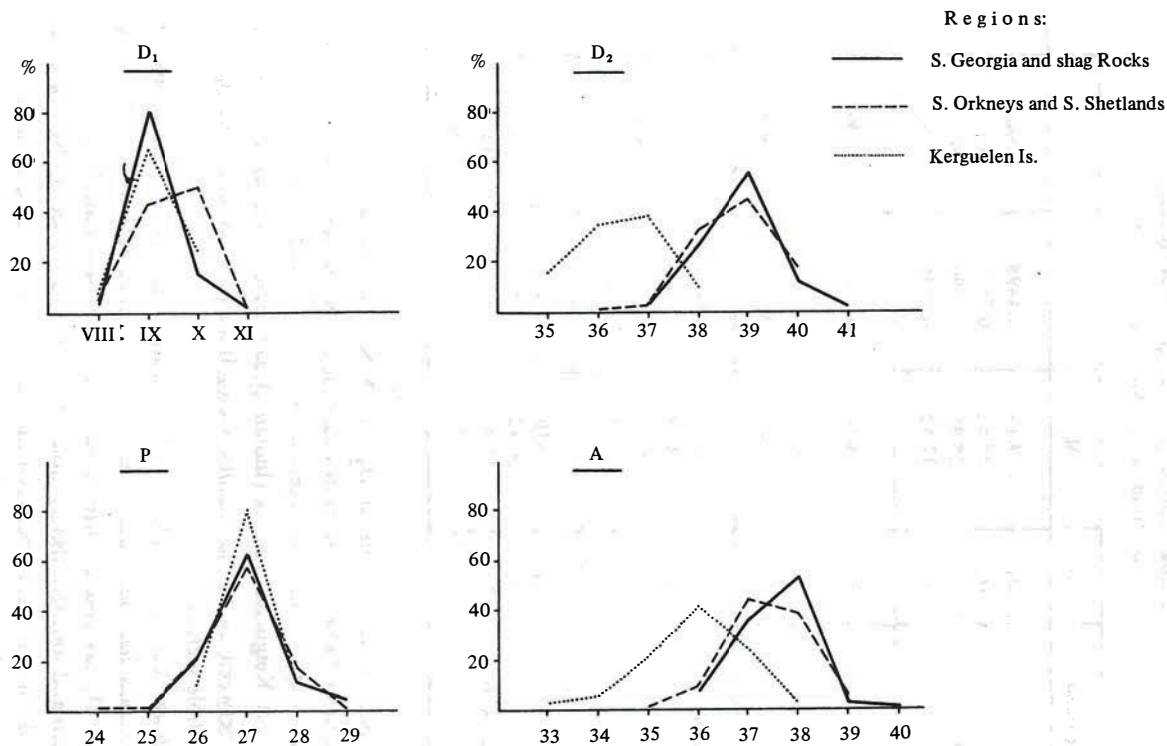 Regions:
S. Georgia and shag Rocks
S. Orkneys and S. Shetlands
Kerguelen Is.
D₁
%
80
60
40
20
VIII IX X XI
D₂
%
80
60
40
20
35 36 37 38 39 40 41
P
80
60
40
20
24 25 26 27 28 29
A
80
60
40
20
33 34 35 36 37 38 39 40